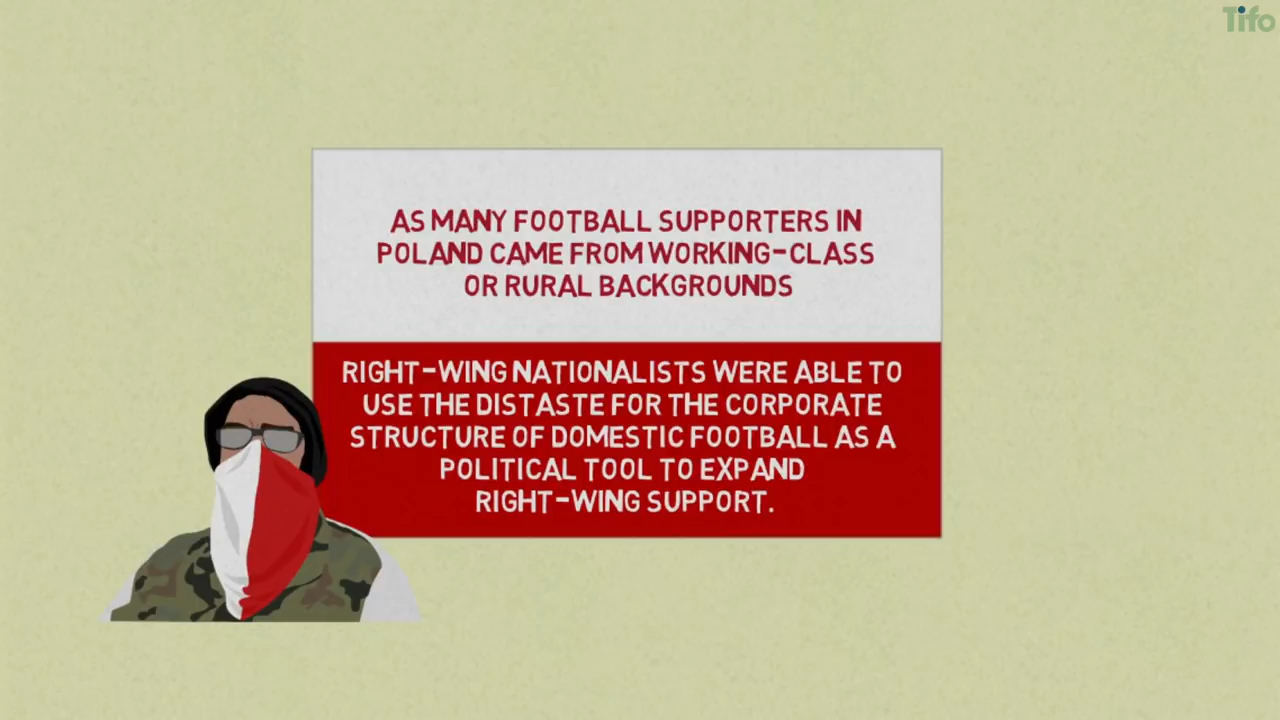 Tifo
AS MANY FOOTBALL SUPPORTERS IN
POLAND CAME FROM WORKING-CLASS
OR RURAL BACKGROUNDS
RIGHT-WING NATIONALISTS WERE ABLE TO
USE THE DISTASTE FOR THE CORPORATE
STRUCTURE OF DOMESTIC FOOTBALL AS A
POLITICAL TOOL TO EXPAND
RIGHT-WING SUPPORT.